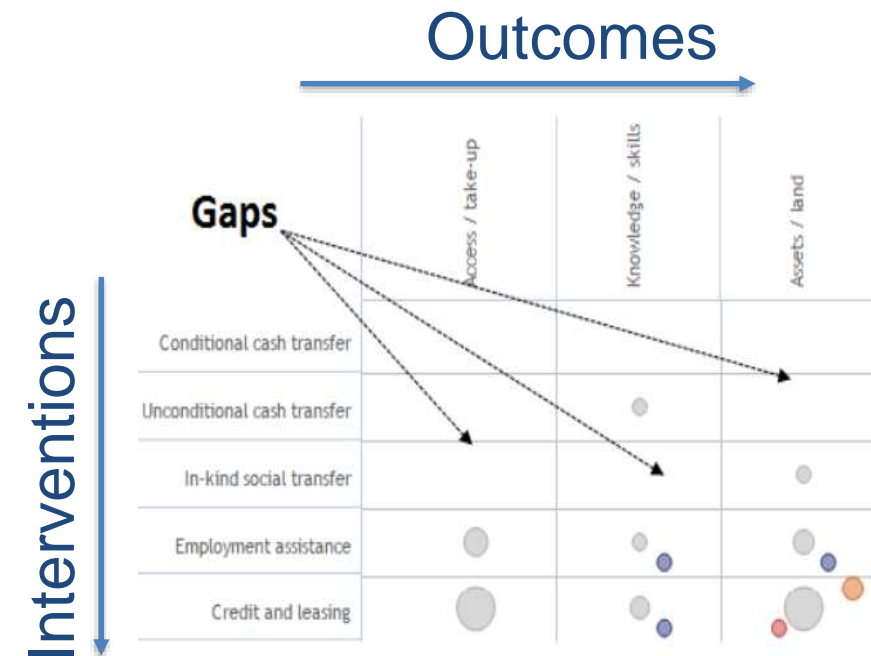 Outcomes
Access / take-up
Knowledge / skills
Assets / land
Gaps
Interventions
Conditional cash transfer
Unconditional cash transfer
In-kind social transfer
Employment assistance
Credit and leasing